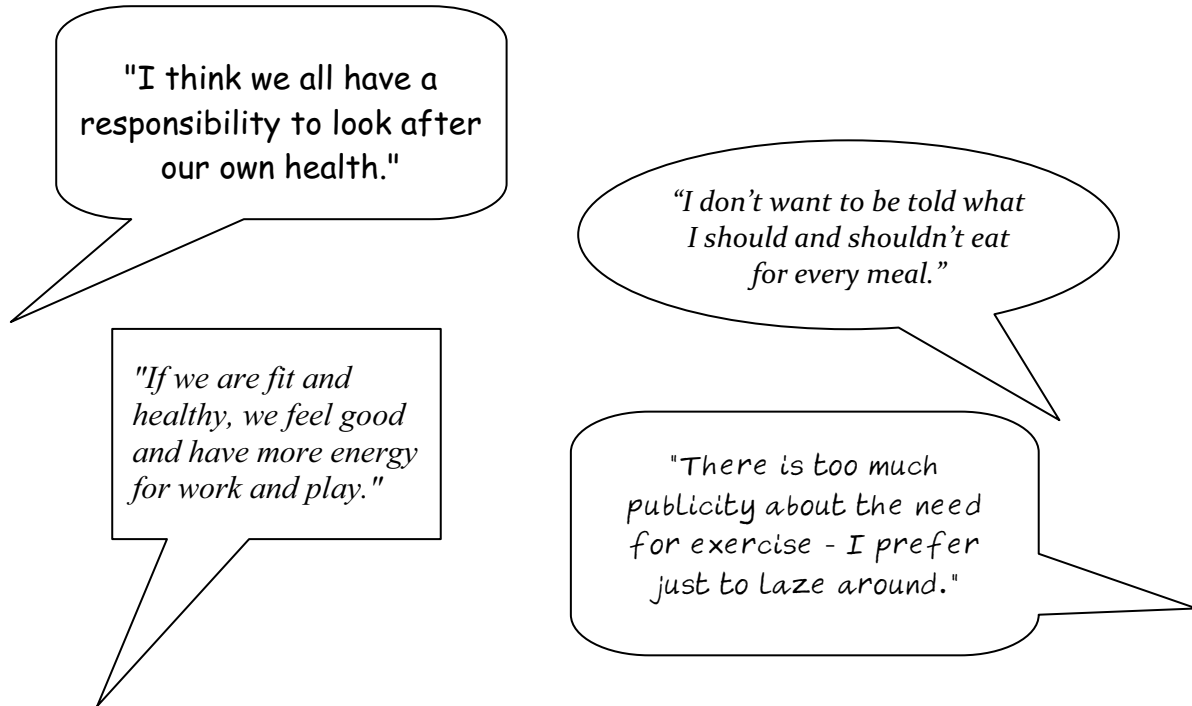 "I think we all have a
responsibility to look after
our own health."
“I don’t want to be told what
I should and shouldn’t eat
for every meal.”
"If we are fit and
healthy, we feel good
and have more energy
for work and play."
"There is too much
publicity about the need
for exercise - I prefer
just to laze around."